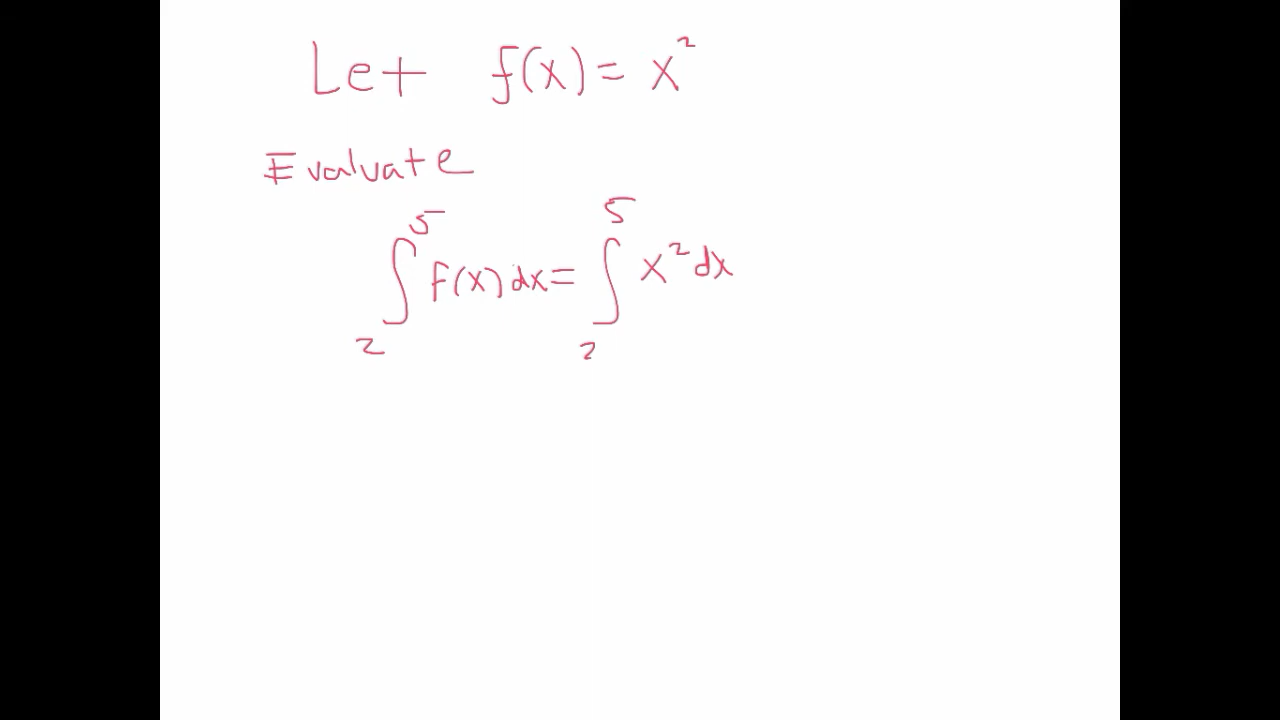 Let f(x) = x²
Evaluate
∫₂⁵ f(x) dx = ∫₂⁵ x² dx